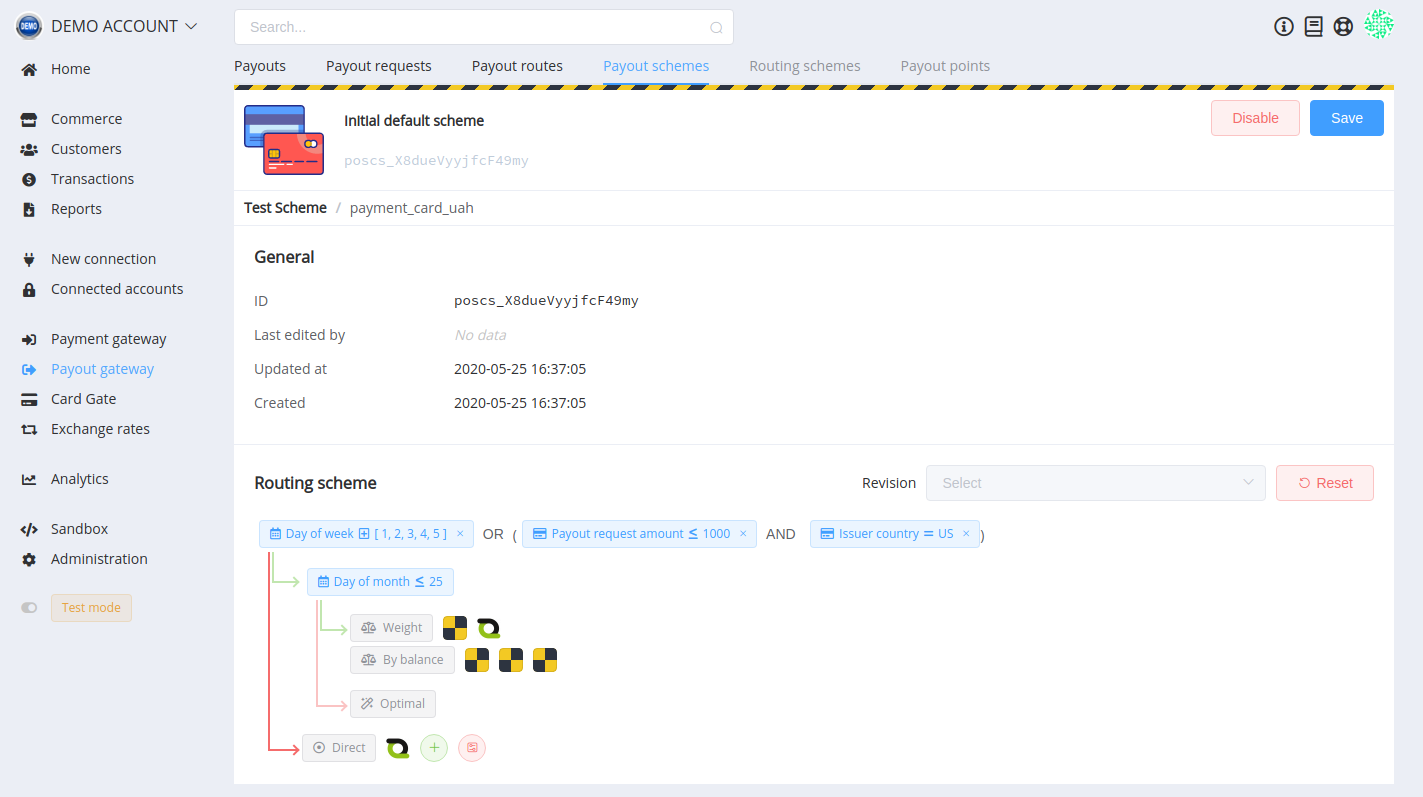 DEMO DEMO ACCOUNT
Search...
Home
Commerce
Customers
Transactions
Reports
New connection
Connected accounts
Payment gateway
Payout gateway
Card Gate
Exchange rates
Analytics
Sandbox
Administration
Test mode
Payouts Payout requests Payout routes Payout schemes Routing schemes Payout points
Initial default scheme
poscs_X8dueVyyjfcF49my
Disable Save
Test Scheme / payment_card_uah
General
ID poscs_X8dueVyyjfcF49my
Last edited by No data
Updated at 2020-05-25 16:37:05
Created 2020-05-25 16:37:05
Routing scheme Revision Select Reset
Day of week [ 1, 2, 3, 4, 5 ] × OR ( Payout request amount ≤ 1000 × AND Issuer country = US × )
Day of month ≤ 25
Weight
By balance
Optimal
Direct